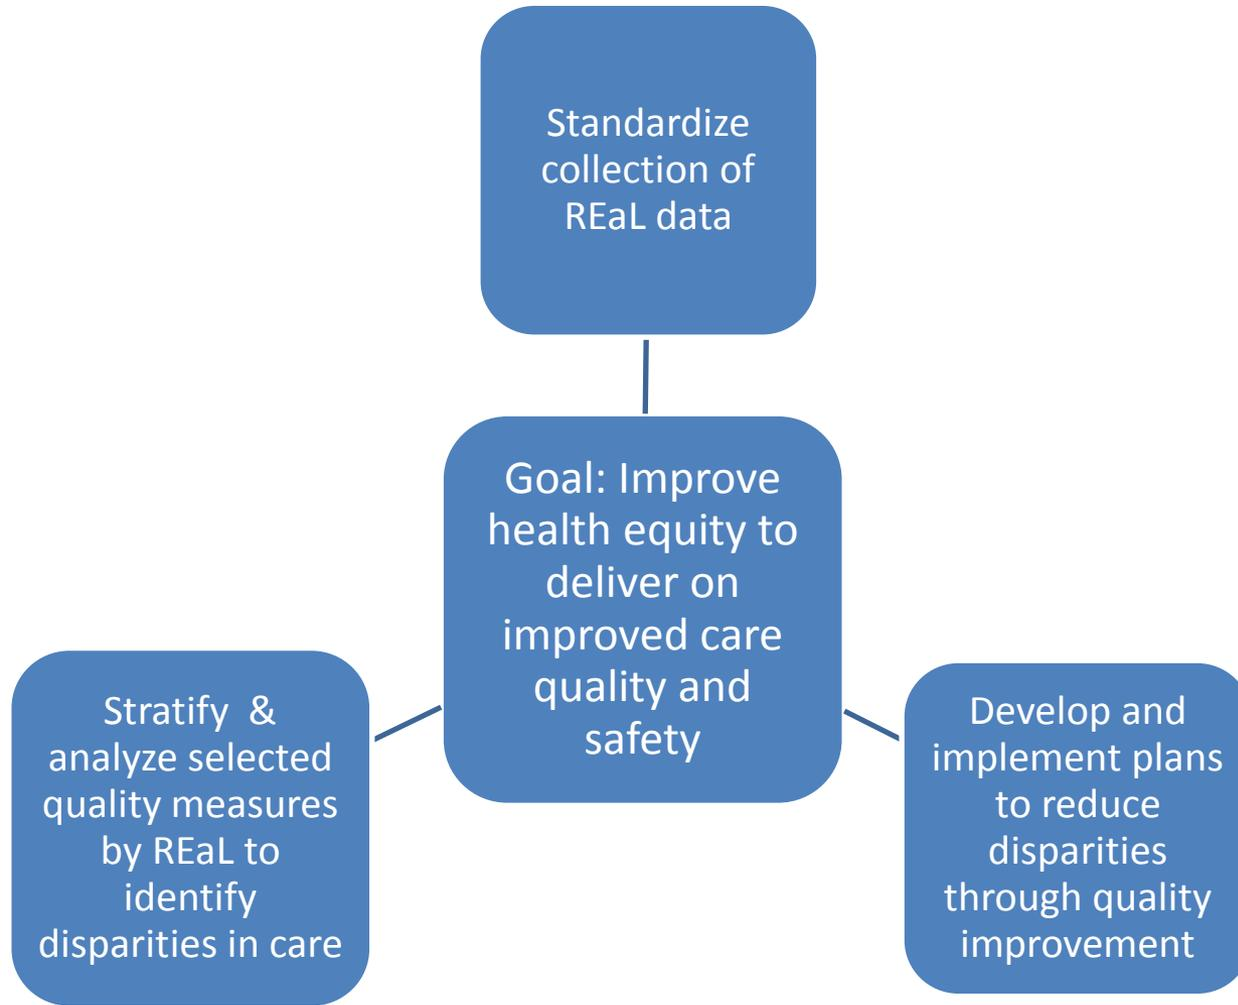 Standardize
collection of
REaL data
Goal: Improve
health equity to
deliver on
improved care
quality and
safety
Stratify  &
analyze selected
quality measures
by REaL to
identify
disparities in care
Develop and
implement plans
to reduce
disparities
through quality
improvement